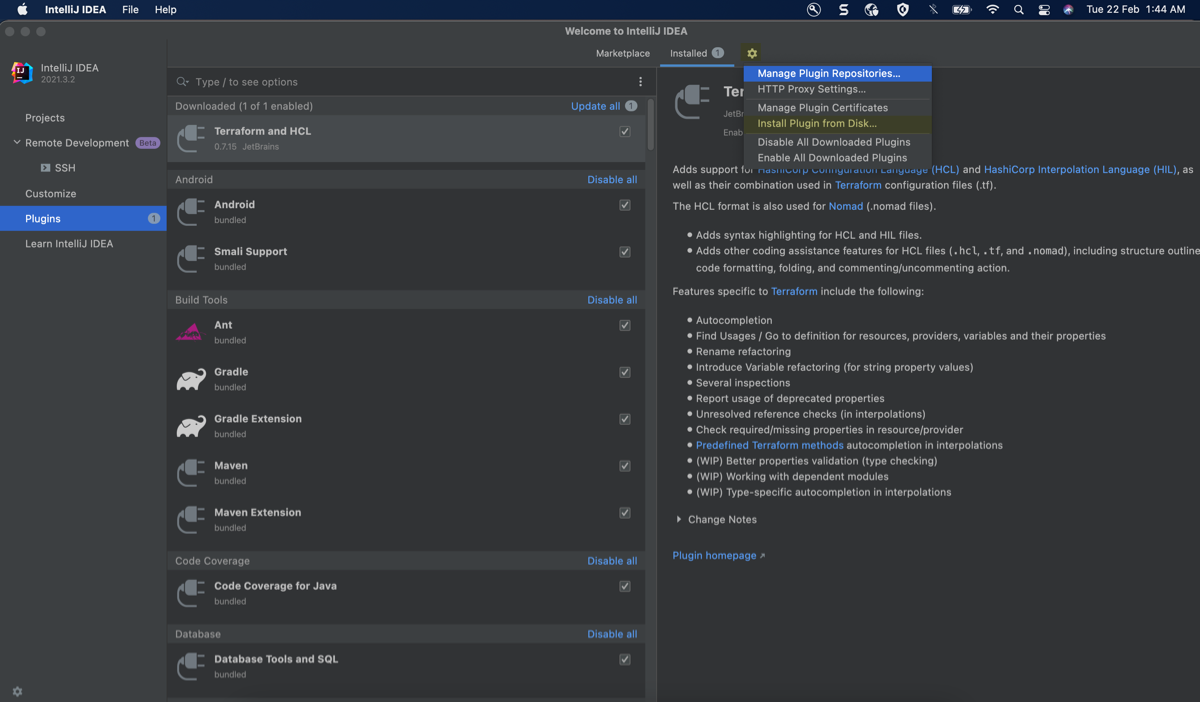 IntelliJ IDEA File Help Tue 22 Feb 1:44 AM
Welcome to IntelliJ IDEA
IntelliJ IDEA
2021.3.2
Projects
Remote Development Beta
SSH
Customize
Plugins 1
Learn IntelliJ IDEA
Marketplace Installed 1
Type / to see options
Downloaded (1 of 1 enabled) Update all 1
Terraform and HCL
0.7.15 JetBrains
Android Disable all
Android
bundled
Smali Support
bundled
Build Tools Disable all
Ant
bundled
Gradle
bundled
Gradle Extension
bundled
Maven
bundled
Maven Extension
bundled
Code Coverage Disable all
Code Coverage for Java
bundled
Database Disable all
Database Tools and SQL
bundled
Manage Plugin Repositories...
HTTP Proxy Settings...
Manage Plugin Certificates
Install Plugin from Disk...
Disable All Downloaded Plugins
Enable All Downloaded Plugins
Adds support for HashiCorp Configuration Language (HCL) and HashiCorp Interpolation Language (HIL), as
well as their combination used in Terraform configuration files (.tf).
The HCL format is also used for Nomad (.nomad files).
• Adds syntax highlighting for HCL and HIL files.
• Adds other coding assistance features for HCL files (.hcl, .tf, and .nomad), including structure outline
code formatting, folding, and commenting/uncommenting action.
Features specific to Terraform include the following:
• Autocompletion
• Find Usages / Go to definition for resources, providers, variables and their properties
• Rename refactoring
• Introduce Variable refactoring (for string property values)
• Several inspections
• Report usage of deprecated properties
• Unresolved reference checks (in interpolations)
• Check required/missing properties in resource/provider
• Predefined Terraform methods autocompletion in interpolations
• (WIP) Better properties validation (type checking)
• (WIP) Working with dependent modules
• (WIP) Type-specific autocompletion in interpolations
Change Notes
Plugin homepage